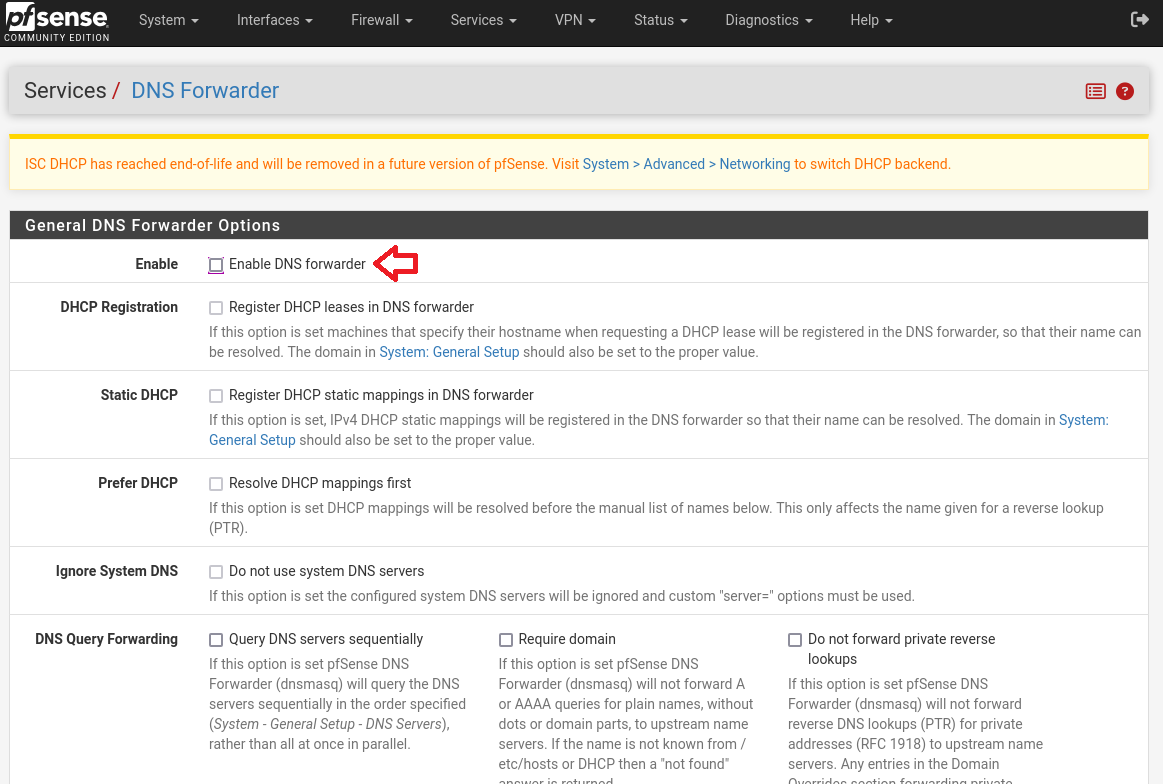 pfsense
COMMUNITY EDITION
System
Interfaces
Firewall
Services
VPN
Status
Diagnostics
Help
Services / DNS Forwarder
?
ISC DHCP has reached end-of-life and will be removed in a future version of pfSense. Visit System > Advanced > Networking to switch DHCP backend.
General DNS Forwarder Options
Enable
Enable DNS forwarder
DHCP Registration
Register DHCP leases in DNS forwarder
If this option is set machines that specify their hostname when requesting a DHCP lease will be registered in the DNS forwarder, so that their name can
be resolved. The domain in System: General Setup should also be set to the proper value.
Static DHCP
Register DHCP static mappings in DNS forwarder
If this option is set, IPv4 DHCP static mappings will be registered in the DNS forwarder so that their name can be resolved. The domain in System:
General Setup should also be set to the proper value.
Prefer DHCP
Resolve DHCP mappings first
If this option is set DHCP mappings will be resolved before the manual list of names below. This only affects the name given for a reverse lookup
(PTR).
Ignore System DNS
Do not use system DNS servers
If this option is set the configured system DNS servers will be ignored and custom "server=" options must be used.
DNS Query Forwarding
Query DNS servers sequentially
If this option is set pfSense DNS
Forwarder (dnsmasq) will query the DNS
servers sequentially in the order specified
(System - General Setup - DNS Servers),
rather than all at once in parallel.
Require domain
If this option is set pfSense DNS
Forwarder (dnsmasq) will not forward A
or AAAA queries for plain names, without
dots or domain parts, to upstream name
servers. If the name is not known from /
etc/hosts or DHCP then a "not found"
answer is returned.
Do not forward private reverse
lookups
If this option is set pfSense DNS
Forwarder (dnsmasq) will not forward
reverse DNS lookups (PTR) for private
addresses (RFC 1918) to upstream name
servers. Any entries in the Domain
Overrides section forwarding private